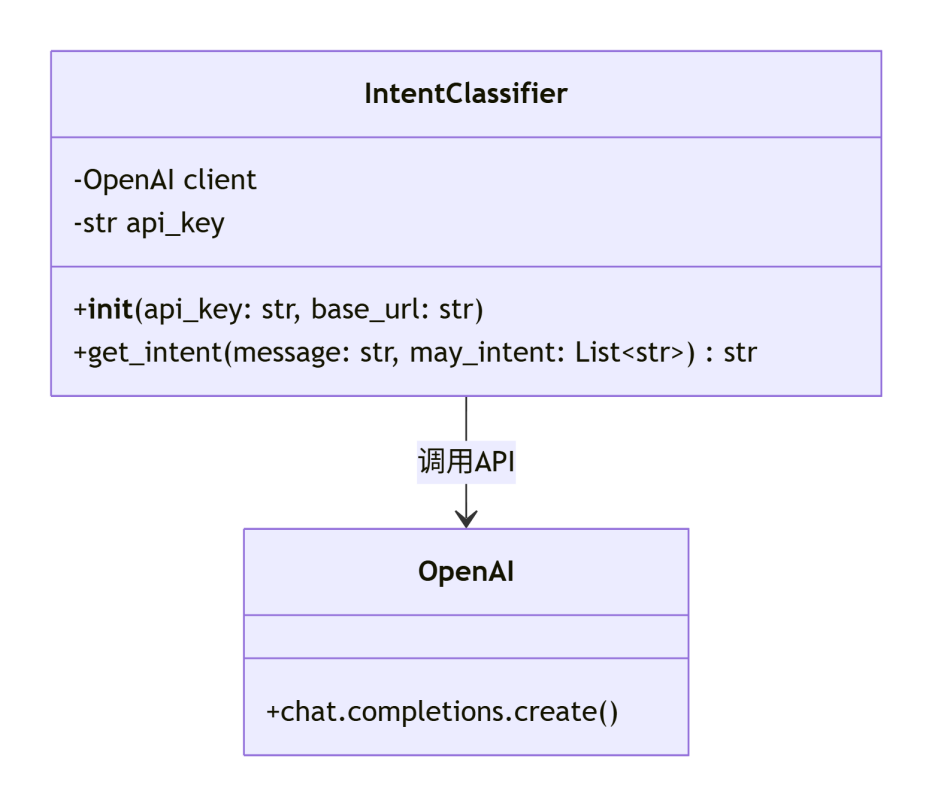 IntentClassifier
-OpenAI client
-str api_key
+init(api_key: str, base_url: str)
+get_intent(message: str, may_intent: List<str>) : str
调用API
OpenAI
+chat.completions.create()